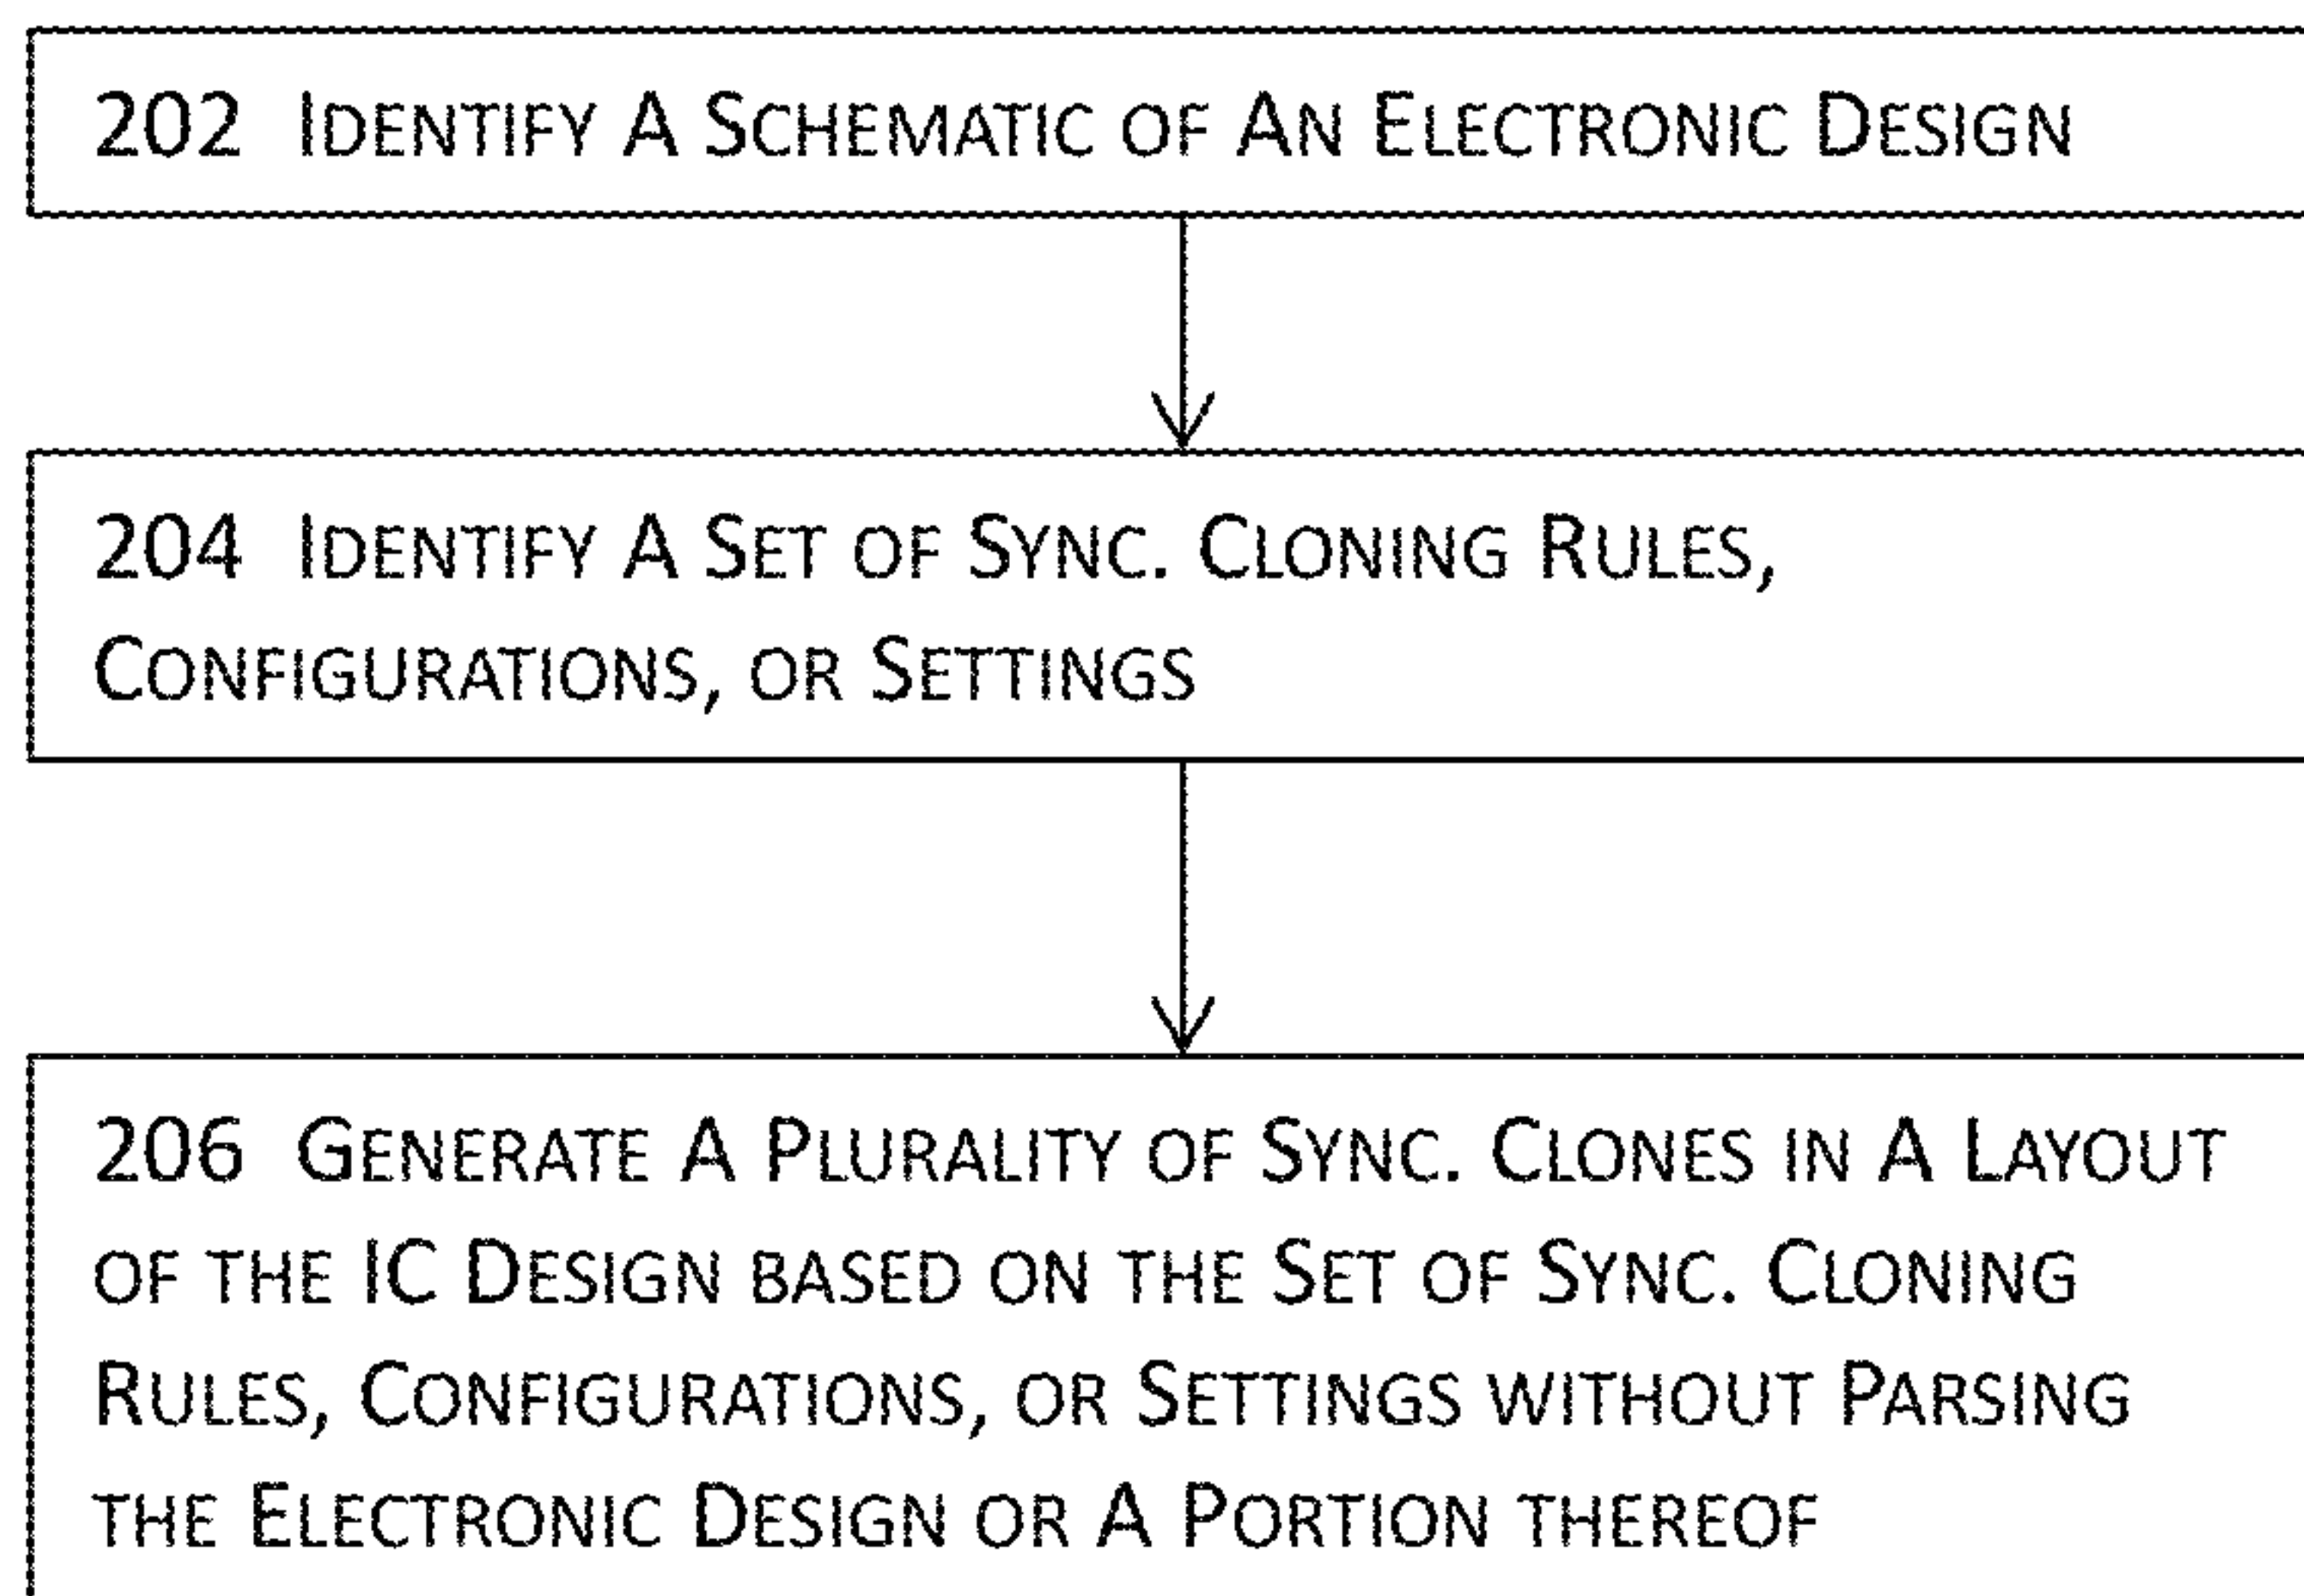 202 Identify A Schematic of An Electronic Design
204 Identify A Set of Sync. Cloning Rules,
Configurations, or Settings
206 Generate A Plurality of Sync. Clones in A Layout
of the IC Design based on the Set of Sync. Cloning
Rules, Configurations, or Settings without Parsing
the Electronic Design or A Portion thereof